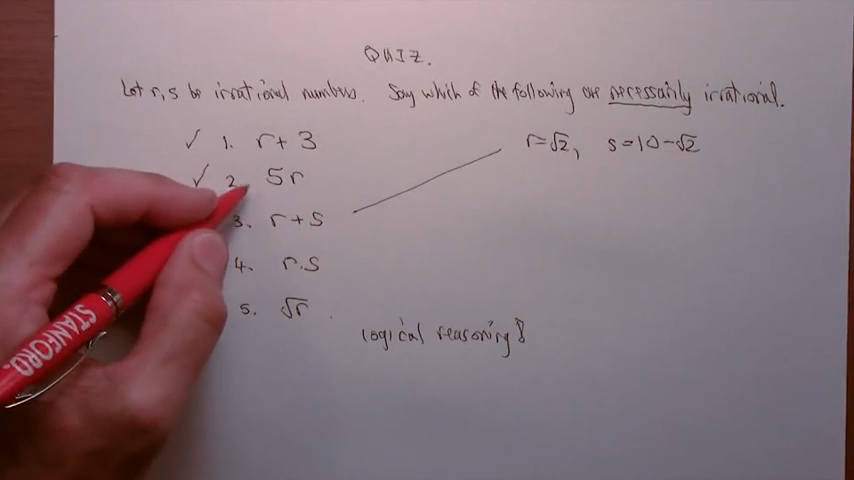 QUIZ.
Let r, s be irrational numbers. Say which of the following are necessarily irrational.
✓ 1. r + 3 r=√2, s=10-√2
✓ 2. 5r
3. r + s
4. r.s
5. √r
logical reasoning?
STANFORD